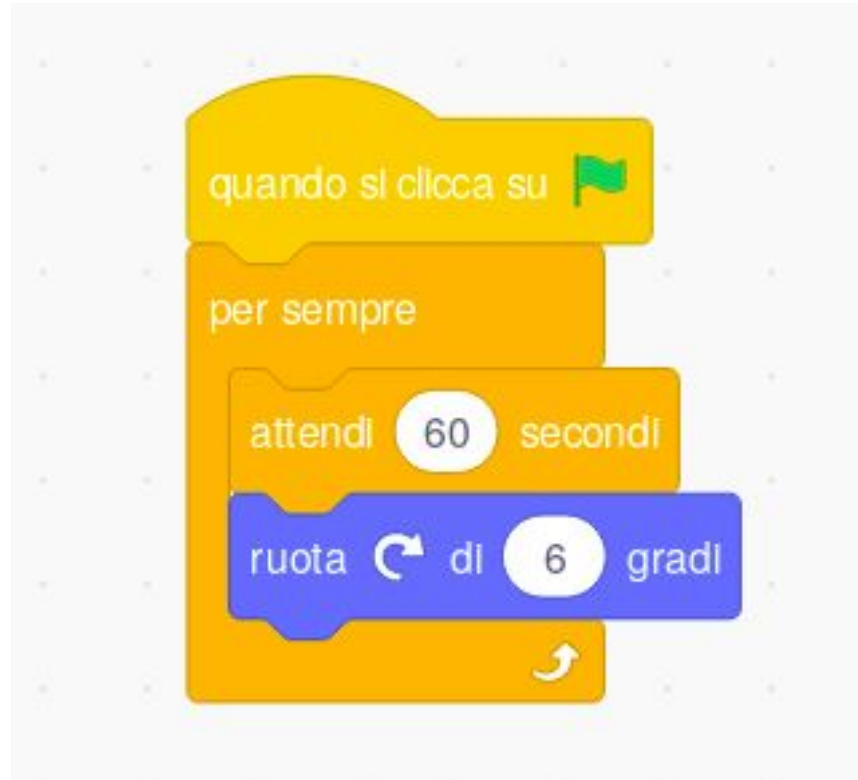 quando si clicca su
per sempre
attendi 60 secondi
ruota di 6 gradi